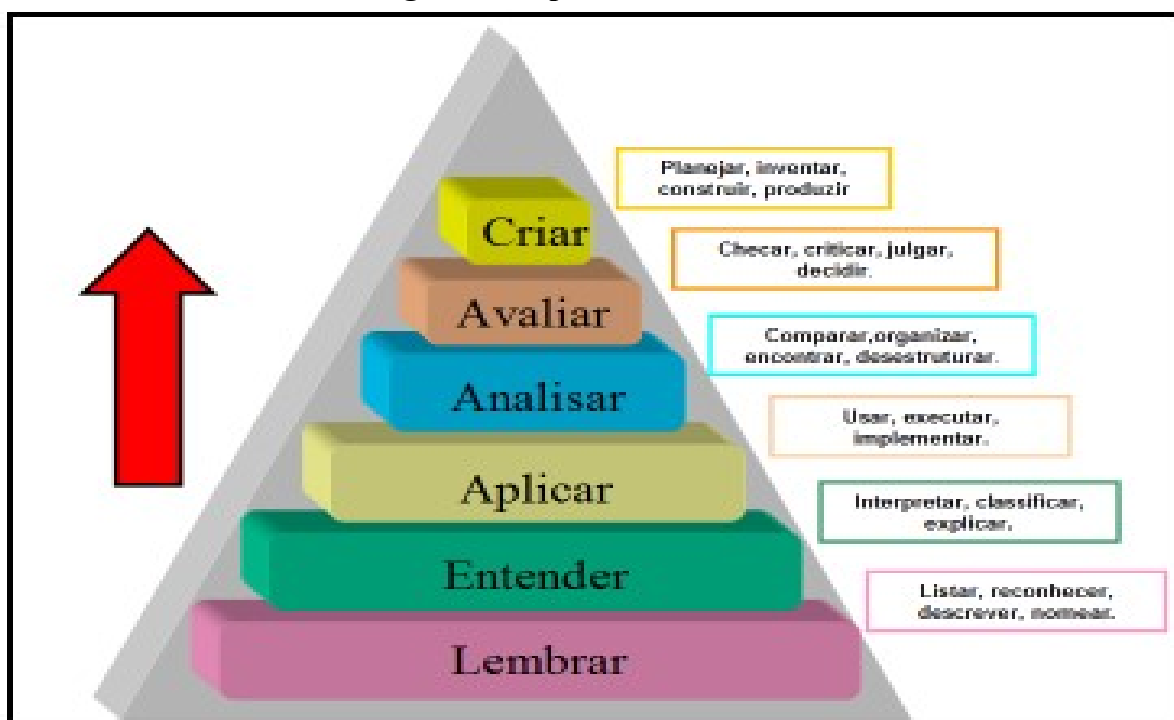 Planejar, inventar,
construir, produzir
Criar
Checar, criticar, julgar,
decidir.
Avaliar
Comparar,organizar,
encontrar, desestruturar.
Analisar
Usar, executar,
implementar.
Aplicar
Interpretar, classificar,
explicar.
Entender
Listar, reconhecer,
descrever, nomear.
Lembrar